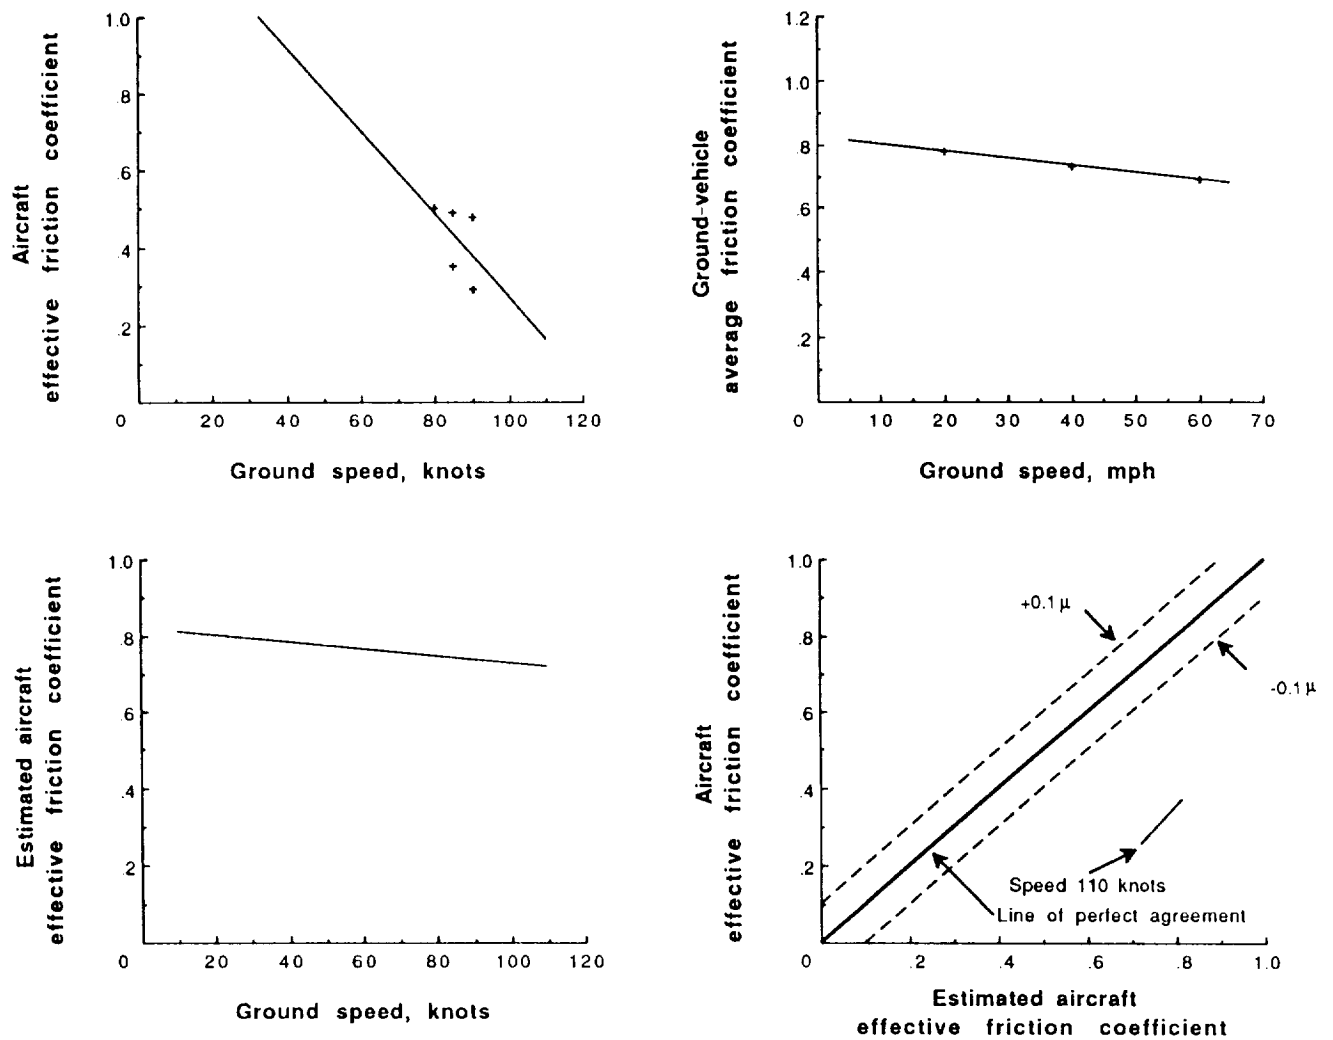 Aircraft
effective friction coefficient
1.0
.8
.6
.4
.2
0
20 40 60 80 100 120
Ground speed, knots
Ground-vehicle
average friction coefficient
1.2
1.0
.8
.6
.4
.2
0
10 20 30 40 50 60 70
Ground speed, mph
Estimated aircraft
effective friction coefficient
1.0
.8
.6
.4
.2
0
20 40 60 80 100 120
Ground speed, knots
Aircraft
effective friction coefficient
1.0
.8
.6
.4
.2
0
+0.1 μ
-0.1 μ
Speed 110 knots
Line of perfect agreement
.2 .4 .6 .8 1.0
Estimated aircraft
effective friction coefficient